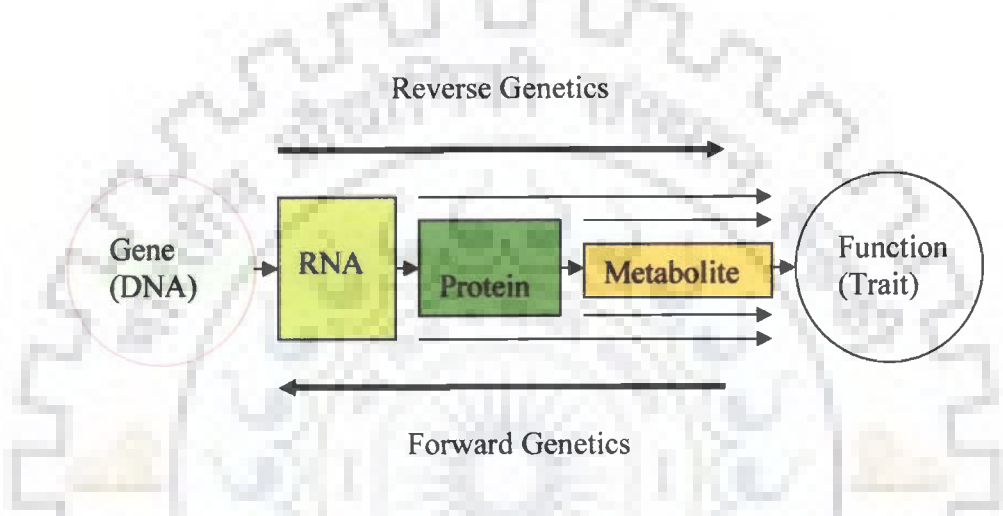 Reverse Genetics
Gene
(DNA)
RNA
Protein
Metabolite
Function
(Trait)
Forward Genetics